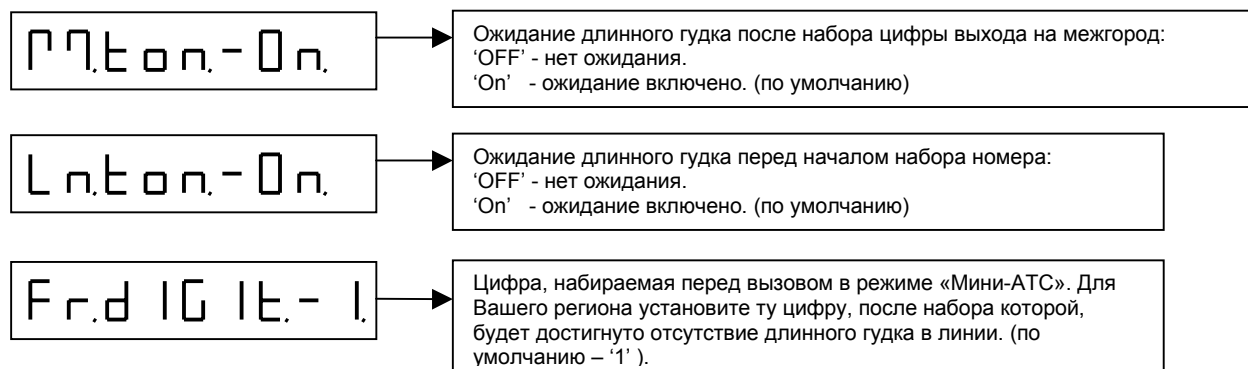 M.ton.-On.
Ожидание длинного гудка после набора цифры выхода на межгород:
‘OFF’ - нет ожидания.
‘On’ - ожидание включено. (по умолчанию)
Ln.ton.-On.
Ожидание длинного гудка перед началом набора номера:
‘OFF’ - нет ожидания.
‘On’ - ожидание включено. (по умолчанию)
Fr.dIGIt.-1.
Цифра, набираемая перед вызовом в режиме «Мини-АТС». Для
Вашего региона установите ту цифру, после набора которой,
будет достигнуто отсутствие длинного гудка в линии. (по
умолчанию – ‘1’ ).